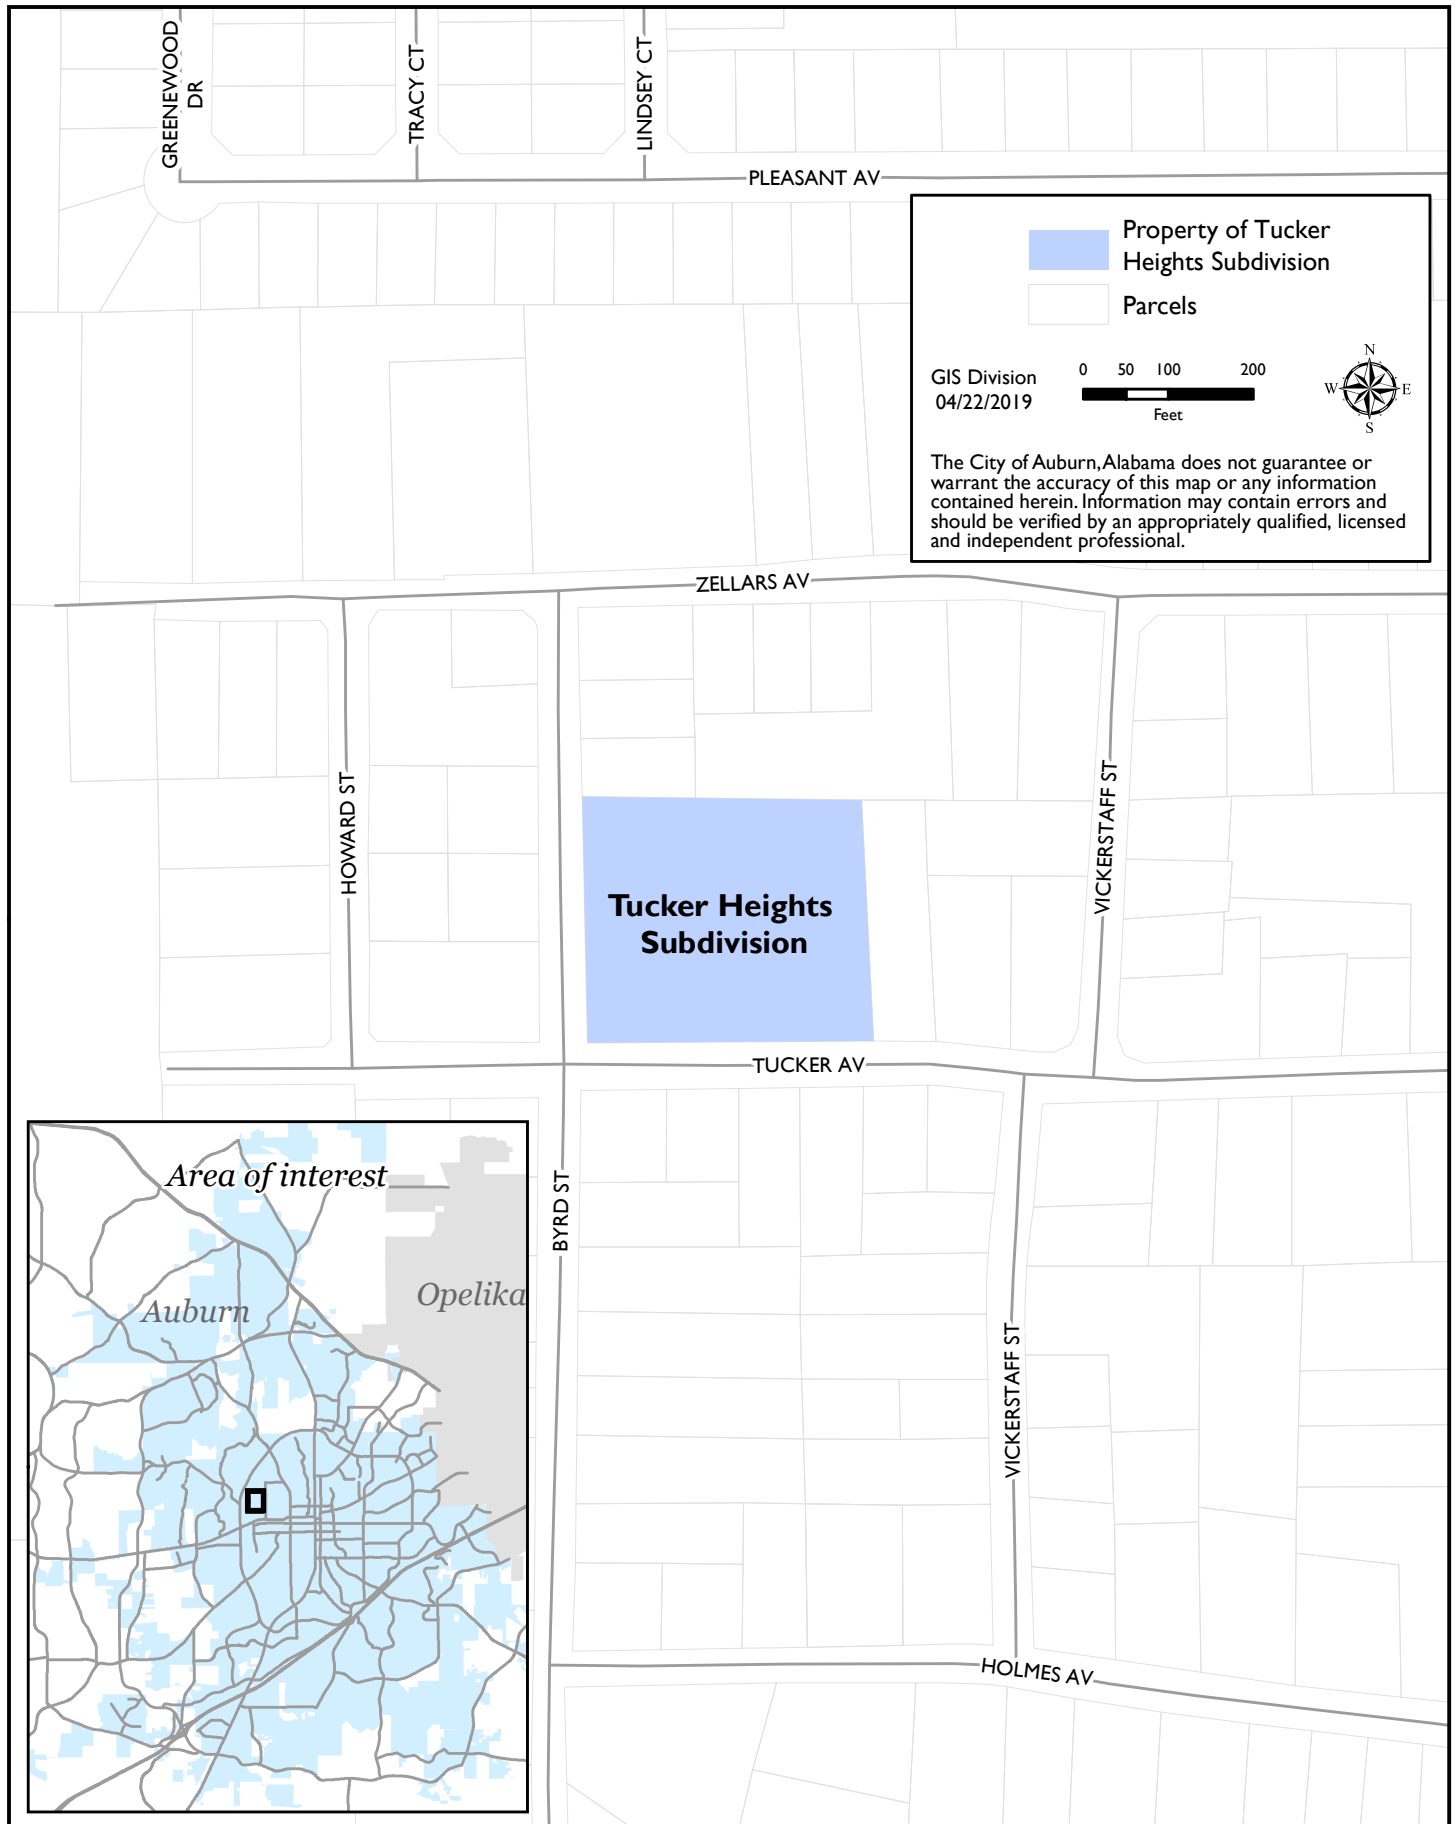 GREENEWOOD
DR
TRACY CT
LINDSEY CT
PLEASANT AV
Property of Tucker
Heights Subdivision
Parcels
GIS Division
04/22/2019
0 50 100 200
Feet
N
W E
S
The City of Auburn, Alabama does not guarantee or
warrant the accuracy of this map or any information
contained herein. Information may contain errors and
should be verified by an appropriately qualified, licensed
and independent professional.
ZELLARS AV
HOWARD ST
VICKERSTAFF ST
Tucker Heights
Subdivision
TUCKER AV
BYRD ST
VICKERSTAFF ST
HOLMES AV
Area of interest
Opelika
Auburn